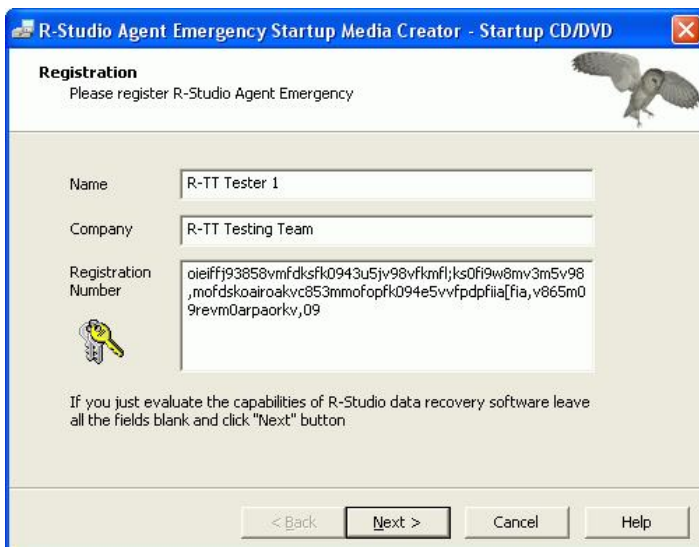 R-Studio Agent Emergency Startup Media Creator - Startup CD/DVD
Registration
Please register R-Studio Agent Emergency
Name
R-TT Tester 1
Company
R-TT Testing Team
Registration
Number
oieiffj93858vmfdksfk0943u5jv98vfkmfl;ks0fi9w8mv3m5v98
,mofdskoairoakvc853mmofopfk094e5vvfpdpfiia[fia,v865m0
9revm0arpaorkv,09
If you just evaluate the capabilities of R-Studio data recovery software leave
all the fields blank and click "Next" button
< Back
Next >
Cancel
Help